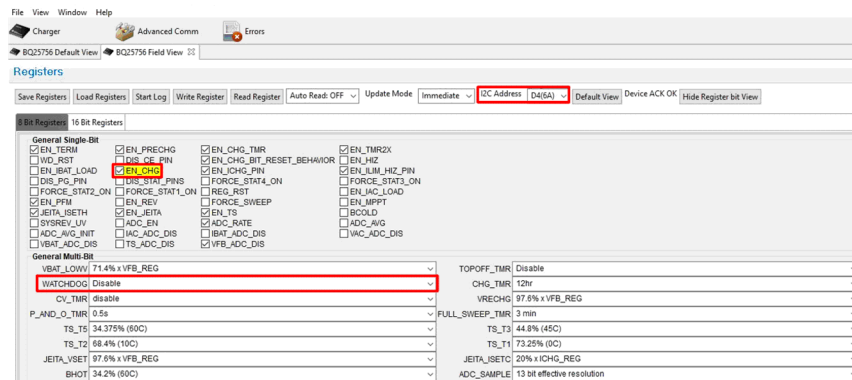 File View Window Help
Charger Advanced Comm Errors
BQ25756 Default View BQ25756 Field View
Registers
Save Registers Load Registers Start Log Write Register Read Register Auto Read: OFF Update Mode Immediate I2C Address D4(6A) Default View Device ACK OK Hide Register bit View
8 Bit Registers 16 Bit Registers
General Single-Bit
EN_TERM EN_PRECHG EN_CHG_TMR EN_TMR2X
WD_RST DIS_CE_PIN EN_CHG_BIT_RESET_BEHAVIOR EN_HIZ
EN_IBAT_LOAD EN_CHG EN_ICHG_PIN EN_ILIM_HIZ_PIN
DIS_PG_PIN DIS_STAT_PINS FORCE_STAT4_ON FORCE_STAT3_ON
FORCE_STAT2_ON FORCE_STAT1_ON REG_RST EN_IAC_LOAD
EN_PFM EN_REV FORCE_SWEEP EN_MPPT
JEITA_ISETH EN_JEITA EN_TS BCOLD
SYSREV_UV ADC_EN ADC_RATE ADC_AVG
ADC_AVG_INIT IAC_ADC_DIS IBAT_ADC_DIS VAC_ADC_DIS
VBAT_ADC_DIS TS_ADC_DIS VFB_ADC_DIS
General Multi-Bit
VBAT_LOWV 71.4% x VFB_REG TOPOFF_TMR Disable
WATCHDOG Disable CHG_TMR 12hr
CV_TMR disable VRECHG 97.6% x VFB_REG
P_AND_O_TMR 0.5s FULL_SWEEP_TMR 3 min
TS_T5 34.375% (60C) TS_T3 44.8% (45C)
TS_T2 68.4% (10C) TS_T1 73.25% (0C)
JEITA_VSET 97.6% x VFB_REG JEITA_ISETC 20% x ICHG_REG
BHOT 34.2% (60C) ADC_SAMPLE 13 bit effective resolution